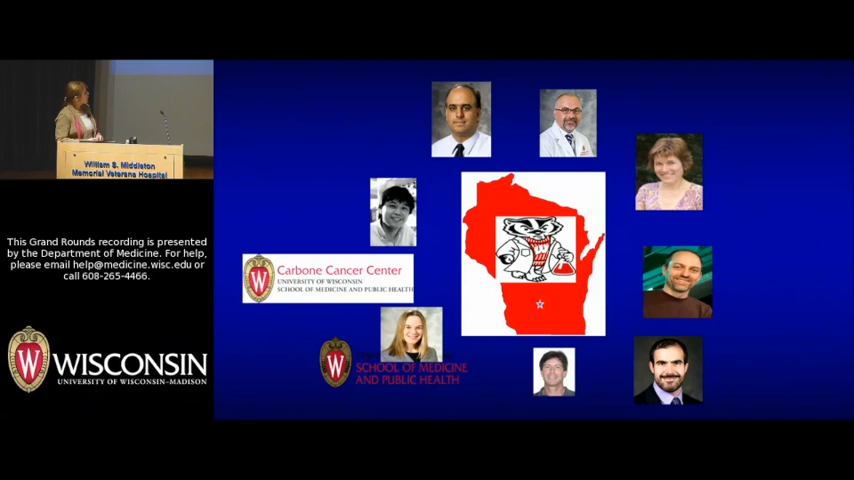 William S. Middleton
Memorial Veterans Hospital
This Grand Rounds recording is presented
by the Department of Medicine. For help,
please email help@medicine.wisc.edu or
call 608-265-4466.
W
WISCONSIN
UNIVERSITY OF WISCONSIN–MADISON
W
Carbone Cancer Center
UNIVERSITY OF WISCONSIN
SCHOOL OF MEDICINE AND PUBLIC HEALTH
W
SCHOOL OF MEDICINE
AND PUBLIC HEALTH
W